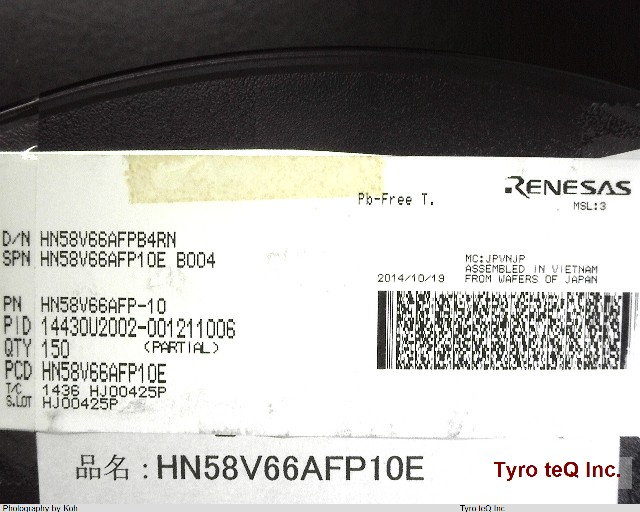 RENESAS
Pb-Free T.
MSL:3
D/N HN58V66AFPB4RN
SPN HN58V66AFP10E B004
MC:JPVNJP
ASSEMBLED IN VIETNAM
2014/10/19 FROM WAFERS OF JAPAN
PN HN58V66AFP-10
PID 14430U2002-001211006
QTY 150 (PARTIAL)
PCD HN58V66AFP10E
T/C 1436 HJ00425P
S.LOT HJ00425P
品名:HN58V66AFP10E
Tyro teQ Inc.
Photography by Koh
Tyro teQ Inc